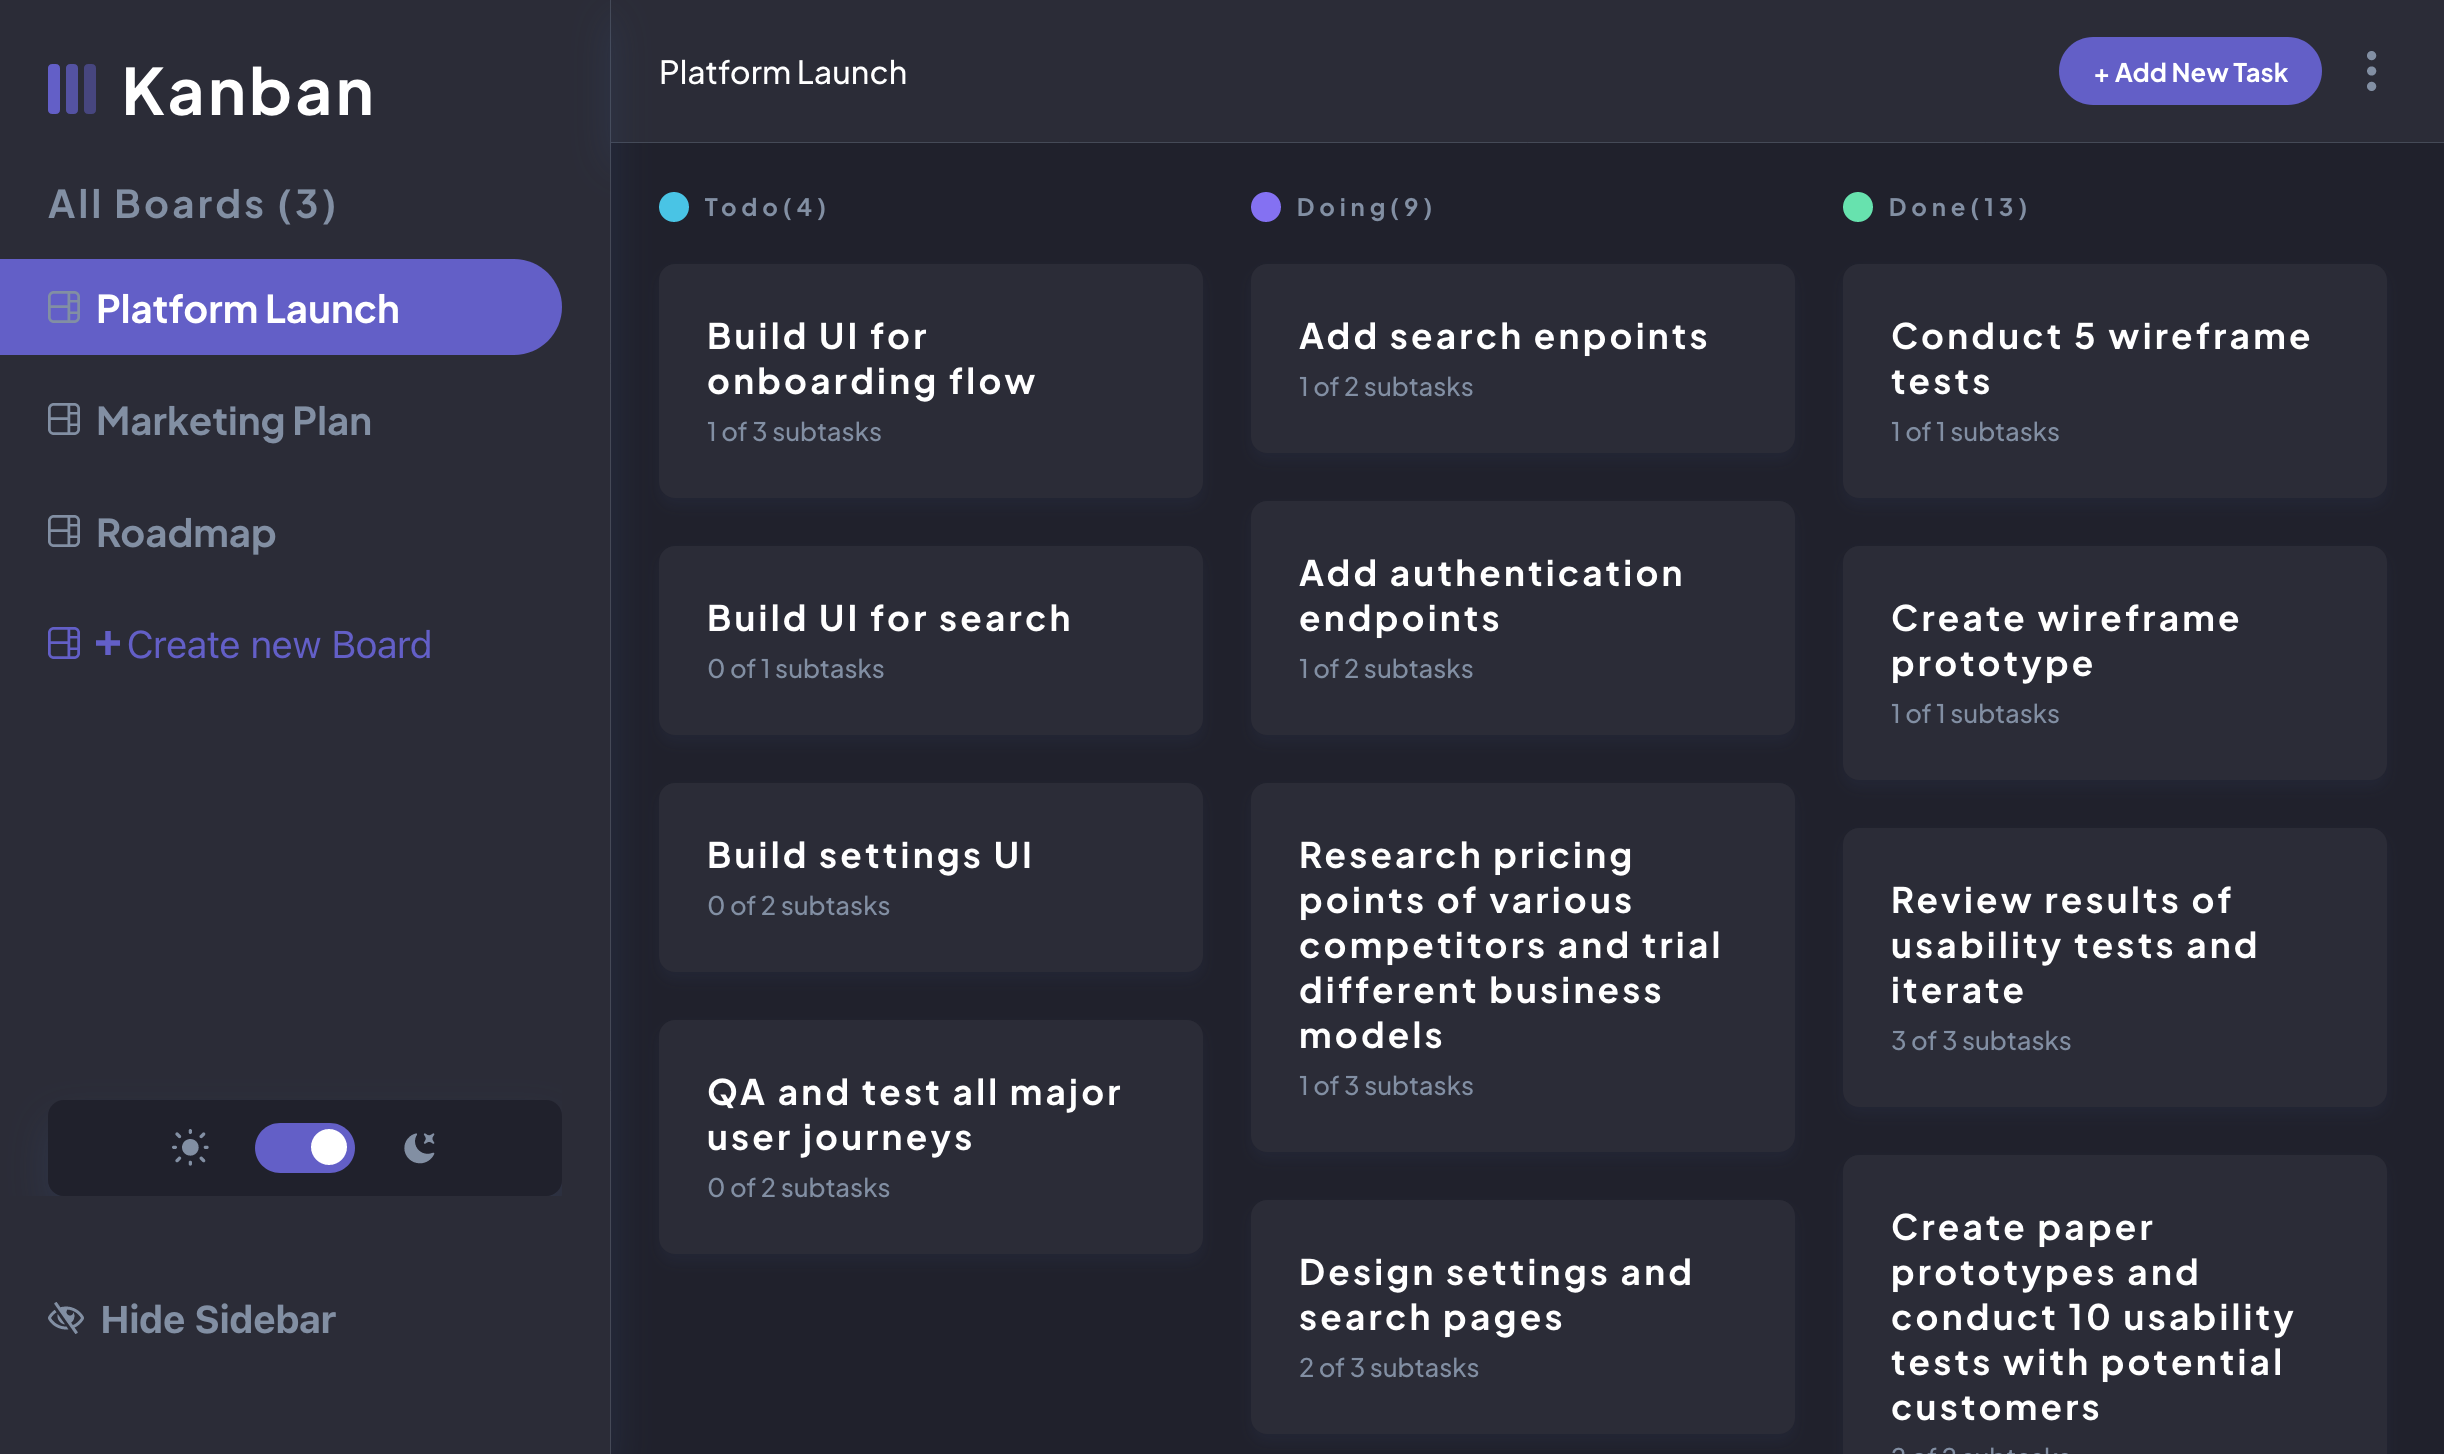 Kanban
All Boards (3)
Platform Launch
Marketing Plan
Roadmap
+Create new Board
Hide Sidebar
Platform Launch
+ Add New Task
Todo(4)
Build UI for
onboarding flow
1 of 3 subtasks
Build UI for search
0 of 1 subtasks
Build settings UI
0 of 2 subtasks
QA and test all major
user journeys
0 of 2 subtasks
Doing(9)
Add search enpoints
1 of 2 subtasks
Add authentication
endpoints
1 of 2 subtasks
Research pricing
points of various
competitors and trial
different business
models
1 of 3 subtasks
Design settings and
search pages
2 of 3 subtasks
Done(13)
Conduct 5 wireframe
tests
1 of 1 subtasks
Create wireframe
prototype
1 of 1 subtasks
Review results of
usability tests and
iterate
3 of 3 subtasks
Create paper
prototypes and
conduct 10 usability
tests with potential
customers